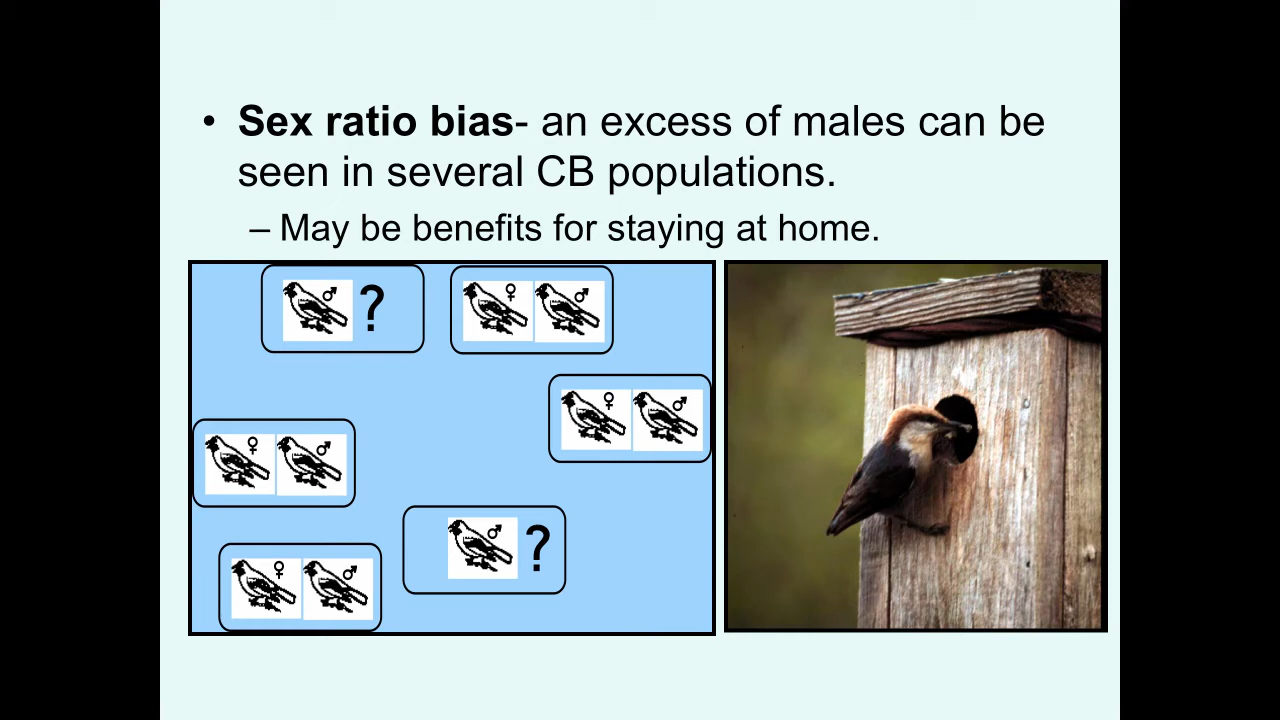 • Sex ratio bias- an excess of males can be
seen in several CB populations.
– May be benefits for staying at home.
♂ ?
♀ ♂
♀ ♂
♀ ♂
♂ ?
♀ ♂